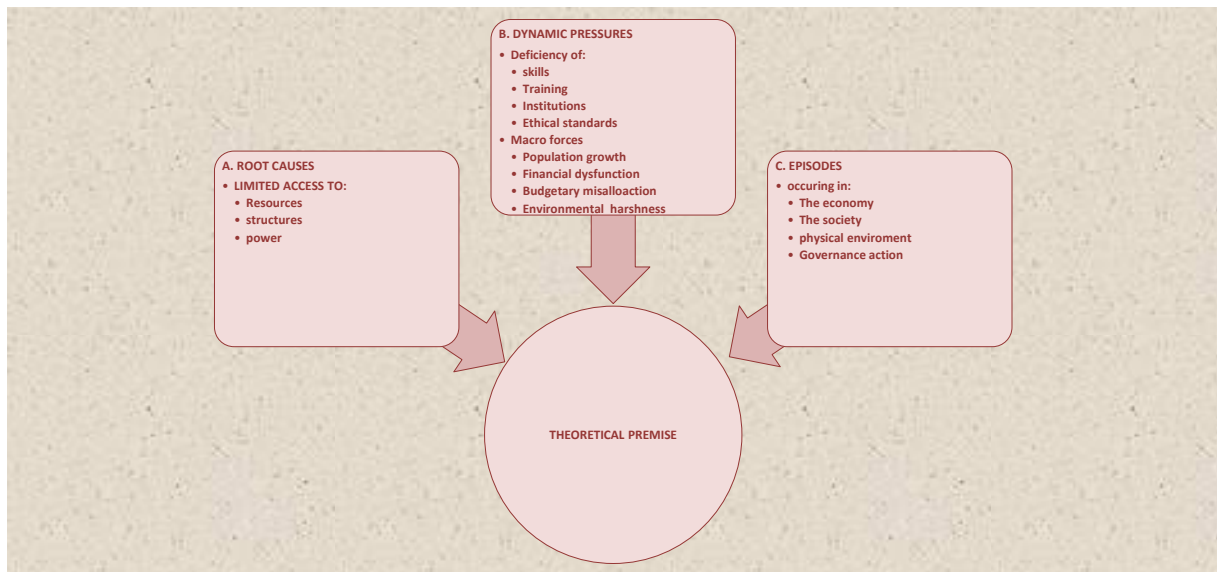 B. DYNAMIC PRESSURES
• Deficiency of:
• skills
• Training
• Institutions
• Ethical standards
• Macro forces
• Population growth
• Financial dysfunction
• Budgetary misalloaction
• Environmental harshness
A. ROOT CAUSES
• LIMITED ACCESS TO:
• Resources
• structures
• power
C. EPISODES
• occuring in:
• The economy
• The society
• physical enviroment
• Governance action
THEORETICAL PREMISE